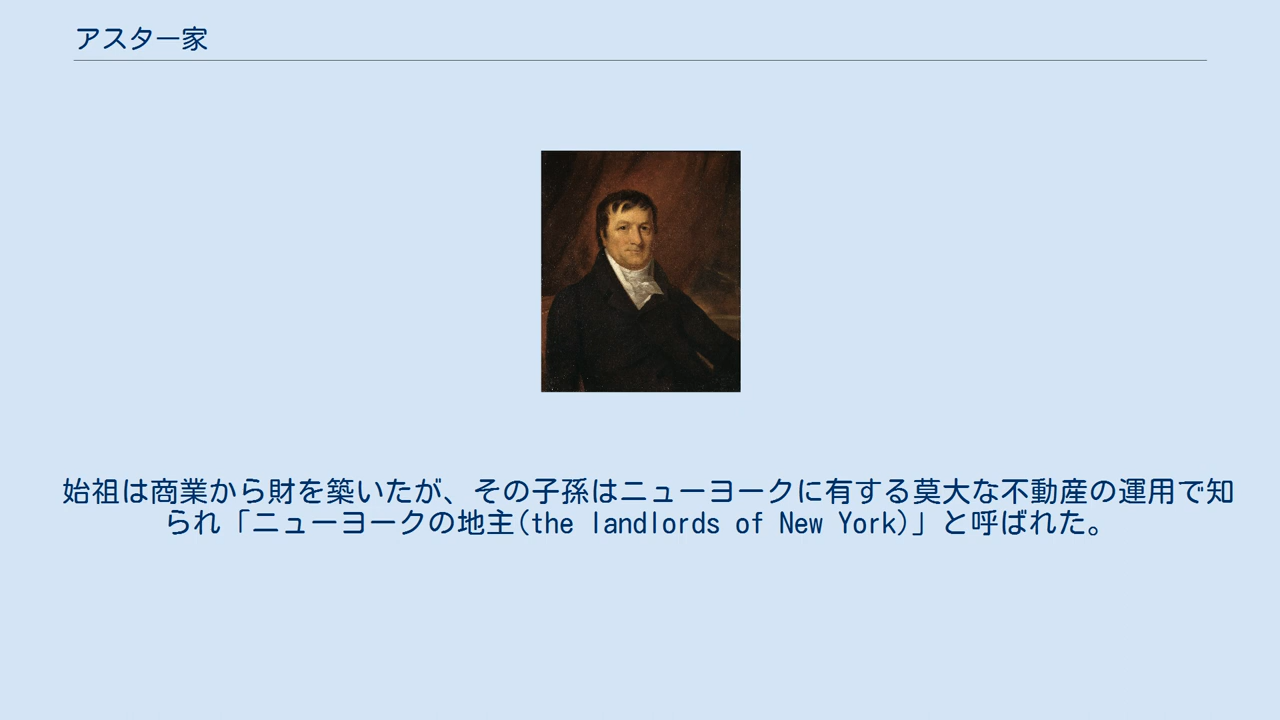 アスター家
始祖は商業から財を築いたが、その子孫はニューヨークに有する莫大な不動産の運用で知
られ「ニューヨークの地主(the landlords of New York)」と呼ばれた。